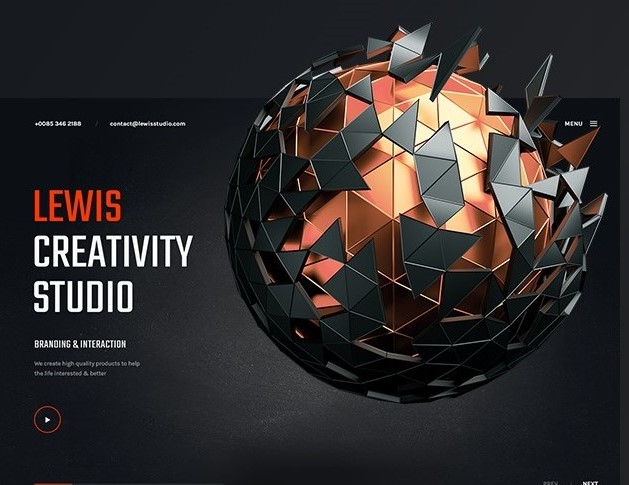 +0085 346 2188 / contact@lewisstudio.com
MENU
LEWIS
CREATIVITY
STUDIO
BRANDING & INTERACTION
We create high quality products to help
the life interested & better
PREV
NEXT